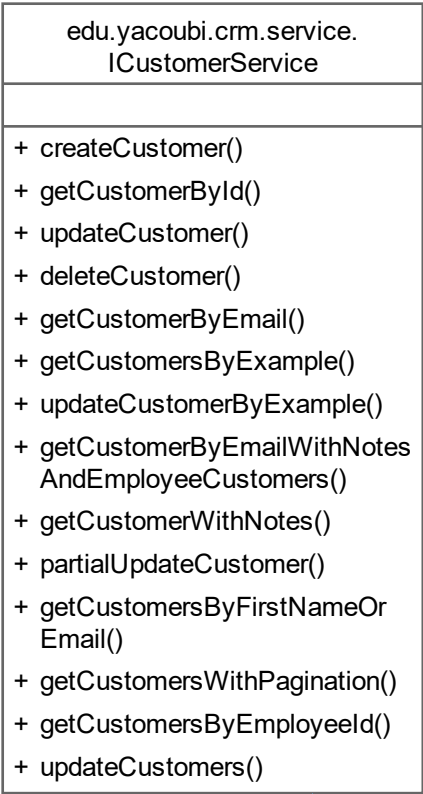 edu.yacoubi.crm.service.
ICustomerService
+ createCustomer()
+ getCustomerById()
+ updateCustomer()
+ deleteCustomer()
+ getCustomerByEmail()
+ getCustomersByExample()
+ updateCustomerByExample()
+ getCustomerByEmailWithNotes
AndEmployeeCustomers()
+ getCustomerWithNotes()
+ partialUpdateCustomer()
+ getCustomersByFirstNameOr
Email()
+ getCustomersWithPagination()
+ getCustomersByEmployeeId()
+ updateCustomers()